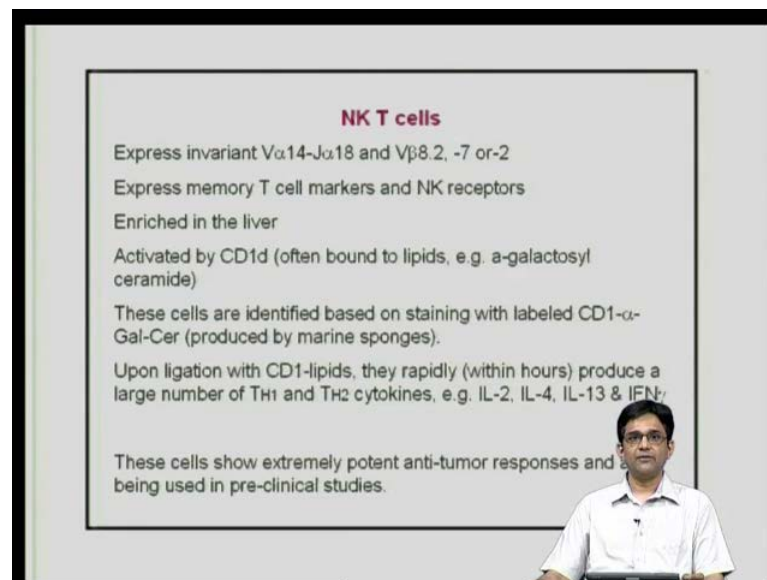 NK T cells
Express invariant Vα14-Jα18 and Vβ8.2, -7 or-2
Express memory T cell markers and NK receptors
Enriched in the liver
Activated by CD1d (often bound to lipids, e.g. a-galactosyl
ceramide)
These cells are identified based on staining with labeled CD1-α-
Gal-Cer (produced by marine sponges).
Upon ligation with CD1-lipids, they rapidly (within hours) produce a
large number of TH1 and TH2 cytokines, e.g. IL-2, IL-4, IL-13 & IFNγ
These cells show extremely potent anti-tumor responses and
being used in pre-clinical studies.